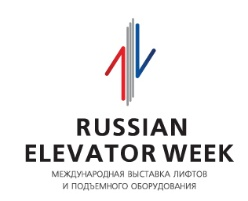 RUSSIAN
ELEVATOR WEEK
МЕЖДУНАРОДНАЯ ВЫСТАВКА ЛИФТОВ
И ПОДЪЕМНОГО ОБОРУДОВАНИЯ